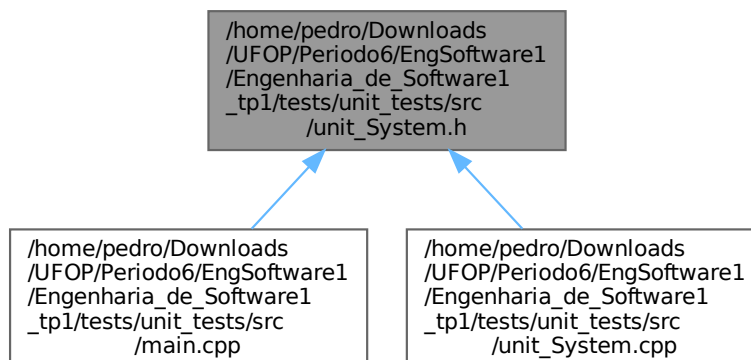 /home/pedro/Downloads
/UFOP/Periodo6/EngSoftware1
/Engenharia_de_Software1
_tp1/tests/unit_tests/src
/unit_System.h
/home/pedro/Downloads
/UFOP/Periodo6/EngSoftware1
/Engenharia_de_Software1
_tp1/tests/unit_tests/src
/main.cpp
/home/pedro/Downloads
/UFOP/Periodo6/EngSoftware1
/Engenharia_de_Software1
_tp1/tests/unit_tests/src
/unit_System.cpp